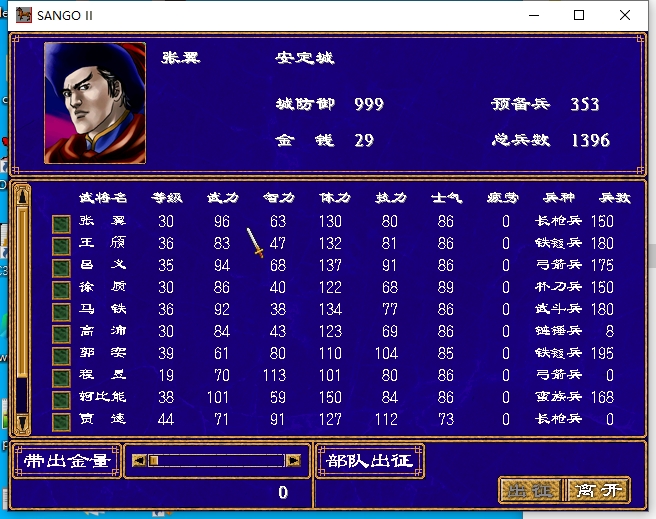 SANGO II
张翼 安定城
城防御 999 预备兵 353
金 钱 29 总兵数 1396
武将名 等级 武力 智力 体力 技力 士气 疲劳 兵种 兵数
张 翼 30 96 63 130 80 86 0 长枪兵 150
王 颀 36 83 47 132 81 86 0 铁锤兵 180
吕 义 35 94 68 137 91 86 0 弓箭兵 175
徐 质 30 86 40 122 68 89 0 朴刀兵 150
马 铁 36 92 38 134 77 86 0 武斗兵 180
高 沛 30 84 43 123 69 86 0 链锤兵 8
郭 安 39 61 80 110 104 85 0 铁锤兵 195
程 昱 19 70 113 101 80 86 0 弓箭兵 0
轲比能 38 101 59 150 84 86 0 蛮族兵 168
贾 逵 44 71 91 127 112 73 0 长枪兵 0
带出金量 部队出征
0
出征 离开